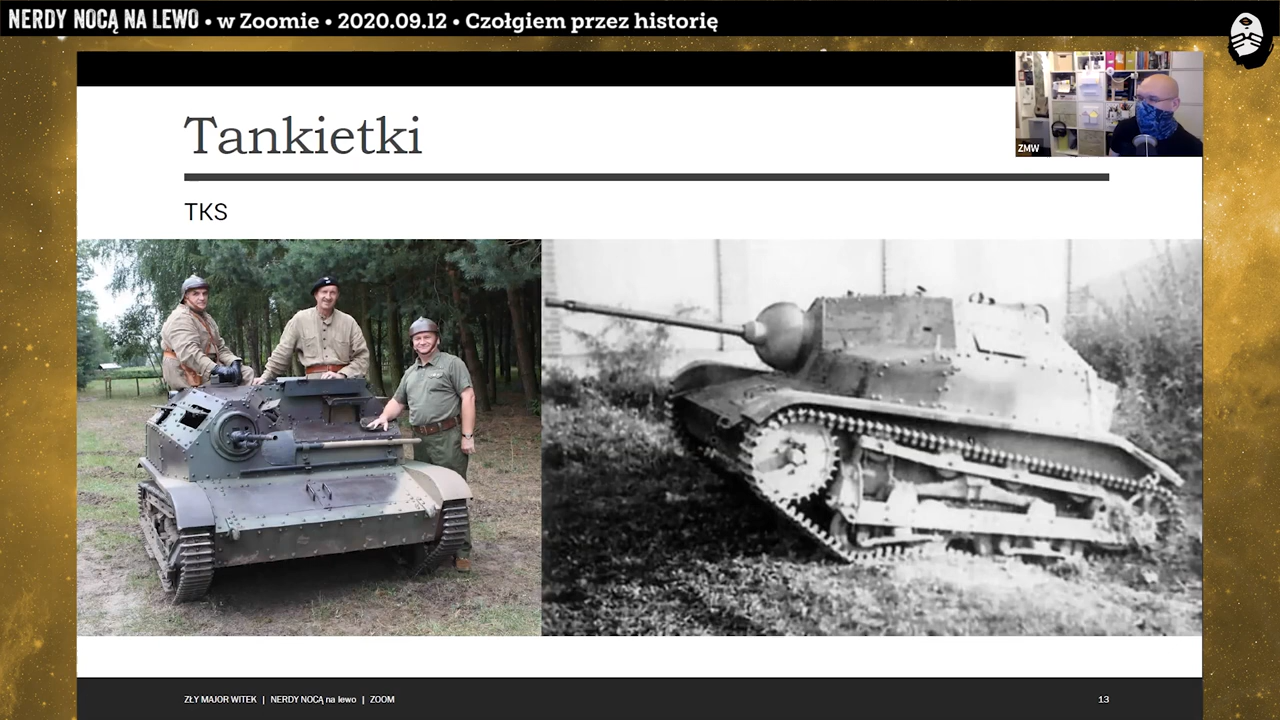 NERDY NOCĄ NA LEWO • w Zoomie • 2020.09.12 • Czołgiem przez historię
ZMW
Tankietki
TKS
ZŁY MAJOR WITEK | NERDY NOCĄ na lewo | ZOOM
13